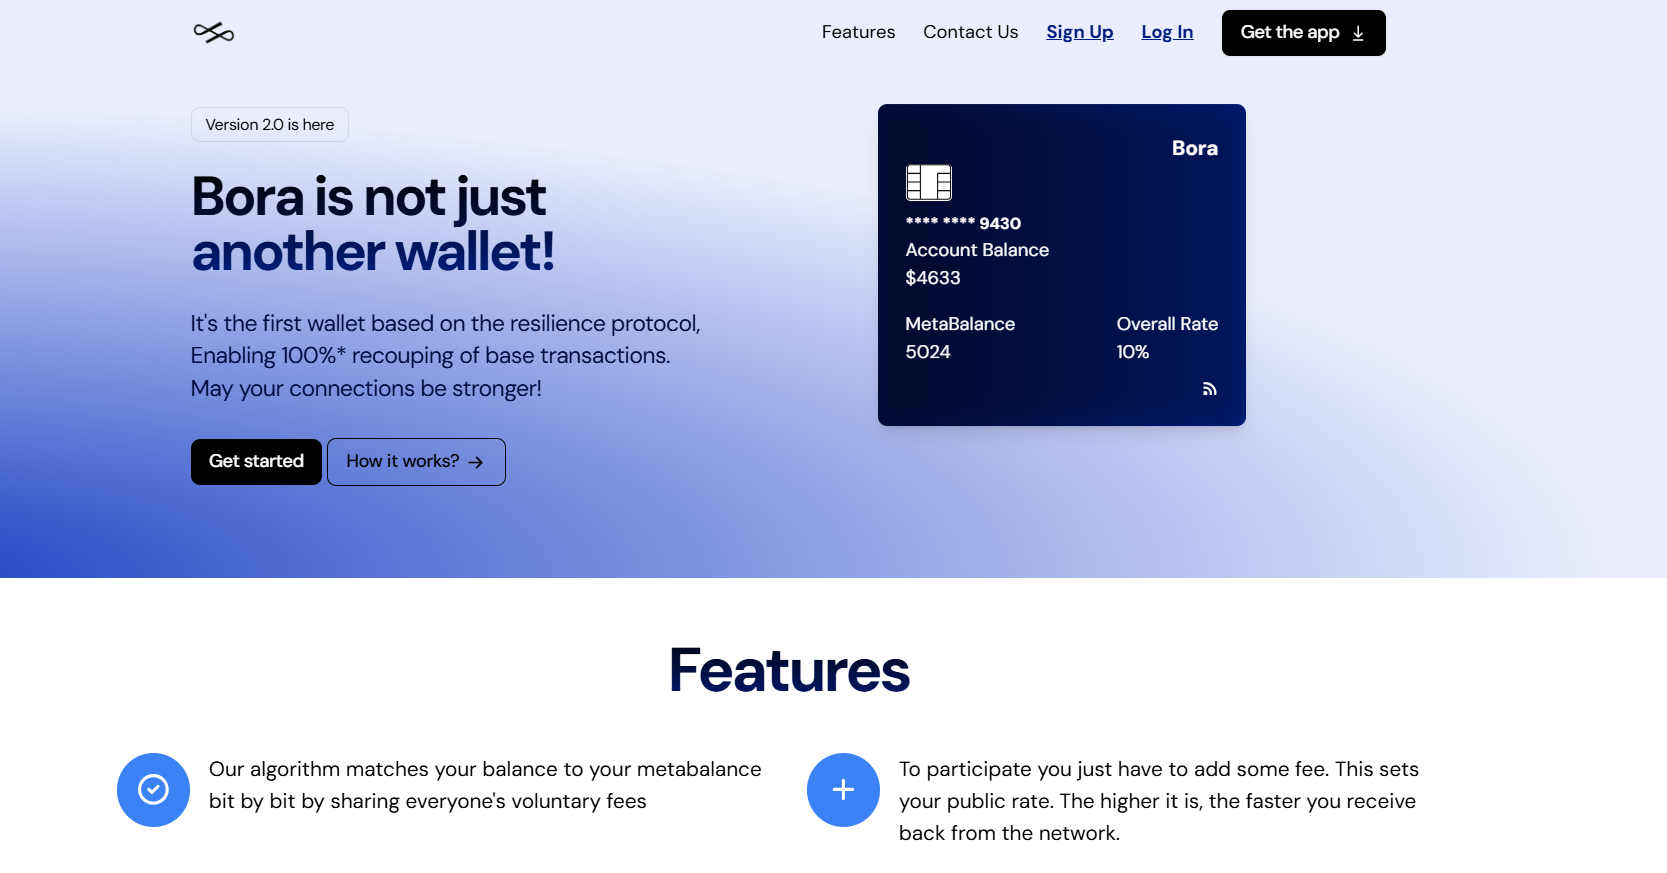 Features
Contact Us
Sign Up
Log In
Get the app
Version 2.0 is here
Bora is not just
another wallet!
It's the first wallet based on the resilience protocol,
Enabling 100%* recouping of base transactions.
May your connections be stronger!
Get started
How it works?
Bora
**** **** 9430
Account Balance
$4633
MetaBalance
5024
Overall Rate
10%
Features
Our algorithm matches your balance to your metabalance
bit by bit by sharing everyone's voluntary fees
To participate you just have to add some fee. This sets
your public rate. The higher it is, the faster you receive
back from the network.